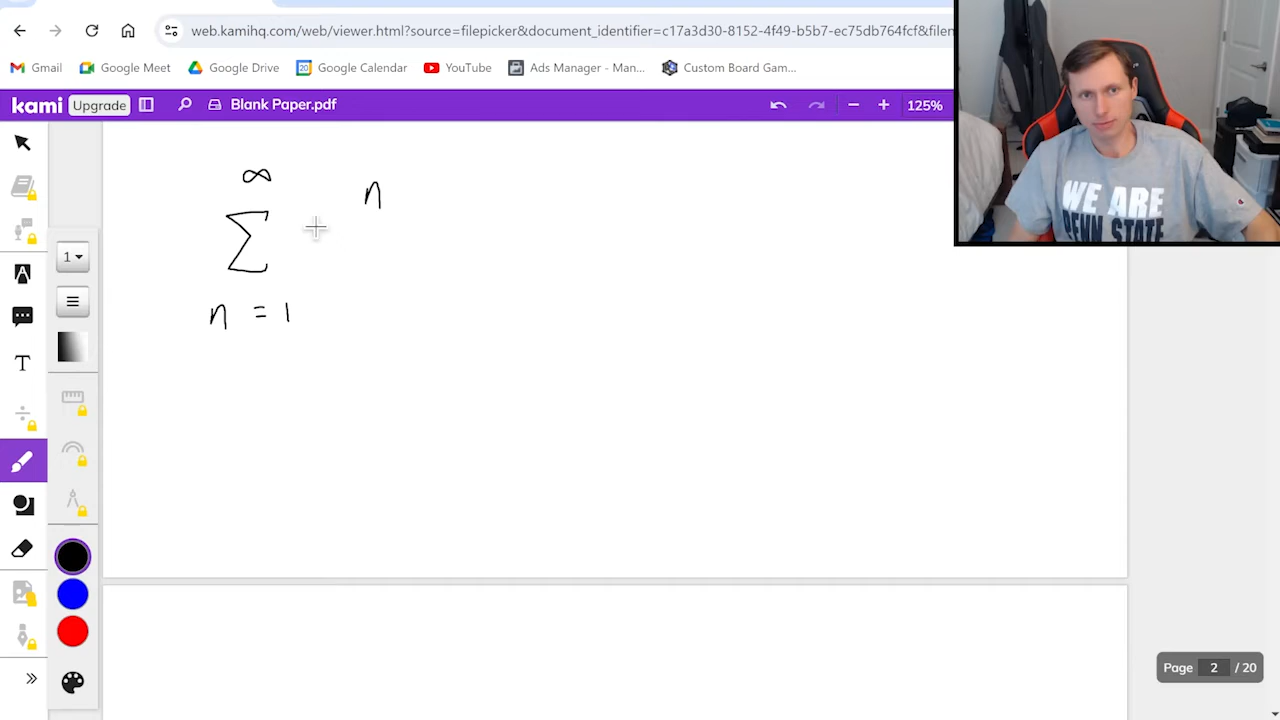 web.kamihq.com/web/viewer.html?source=filepicker&document_identifier=c17a3d30-8152-4f49-b5b7-ec75db764fcf&filen
Gmail Google Meet Google Drive 20 Google Calendar YouTube Ads Manager - Man... Custom Board Gam...
kami Upgrade Blank Paper.pdf 125%
WE ARE
PENN STATE
∞
n
∑
n = 1
1
T
Page 2 / 20